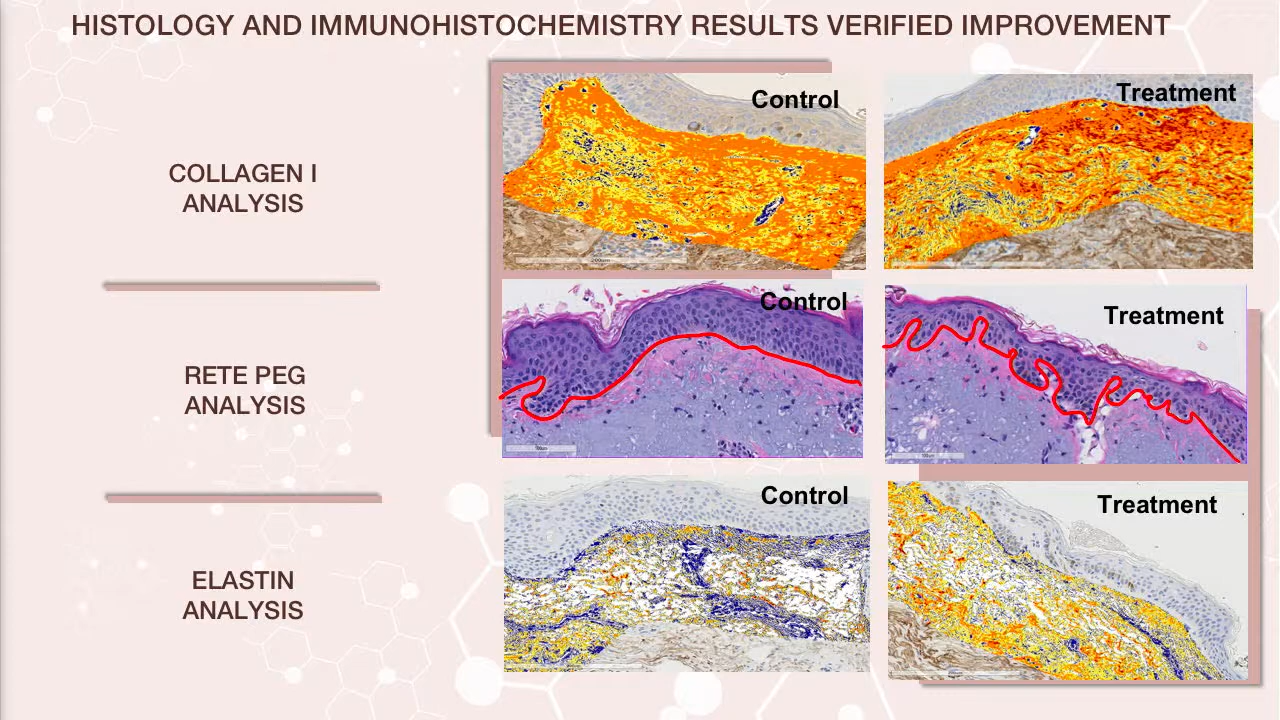 HISTOLOGY AND IMMUNOHISTOCHEMISTRY RESULTS VERIFIED IMPROVEMENT
COLLAGEN I
ANALYSIS
Control
Treatment
RETE PEG
ANALYSIS
Control
Treatment
ELASTIN
ANALYSIS
Control
Treatment